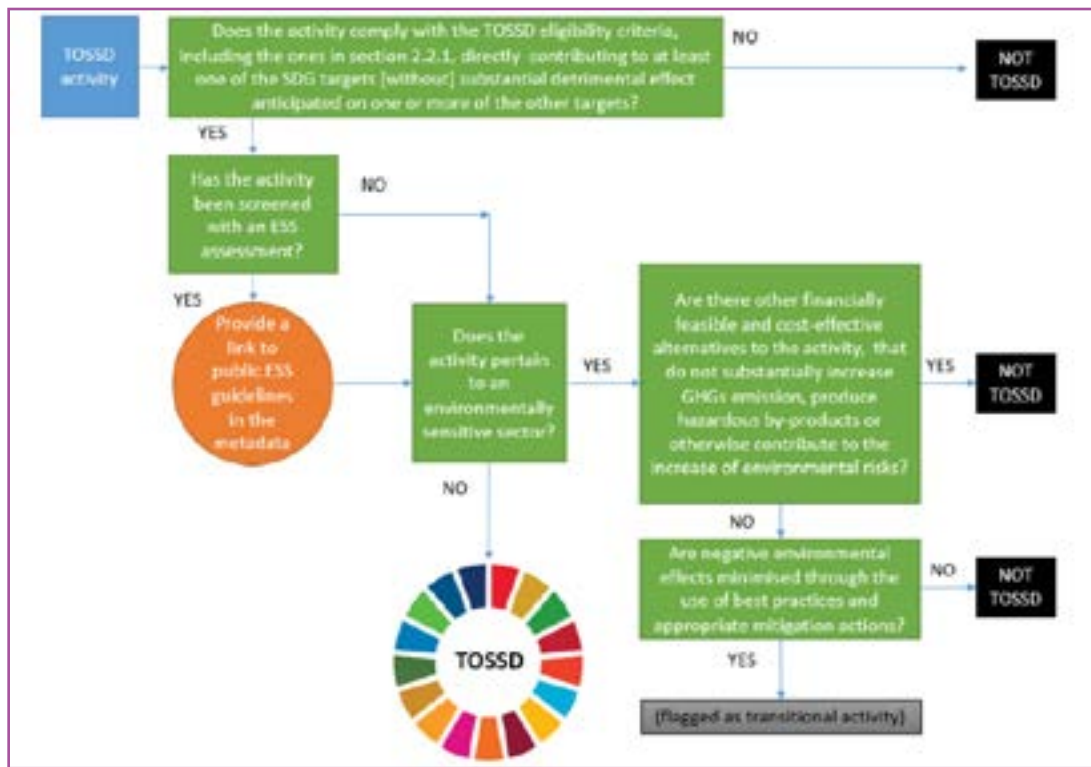 TOSSD
activity
Does the activity comply with the TOSSD eligibility criteria,
including the ones in section 2.2.1, directly contributing to at least
one of the SDG targets [without] substantial detrimental effect
anticipated on one or more of the other targets?
NO
NOT
TOSSD
YES
Has the activity
been screened
with an ESS
assessment?
NO
YES
Provide a
link to
public ESS
guidelines
in the
metadata
Does the
activity pertain
to an
environmentally
sensitive sector?
YES
Are there other financially
feasible and cost-effective
alternatives to the activity, that
do not substantially increase
GHGs emission, produce
hazardous by-products or
otherwise contribute to the
increase of environmental risks?
YES
NOT
TOSSD
NO
NO
Are negative environmental
effects minimised through the
use of best practices and
appropriate mitigation actions?
NO
NOT
TOSSD
TOSSD
YES
(flagged as transitional activity)